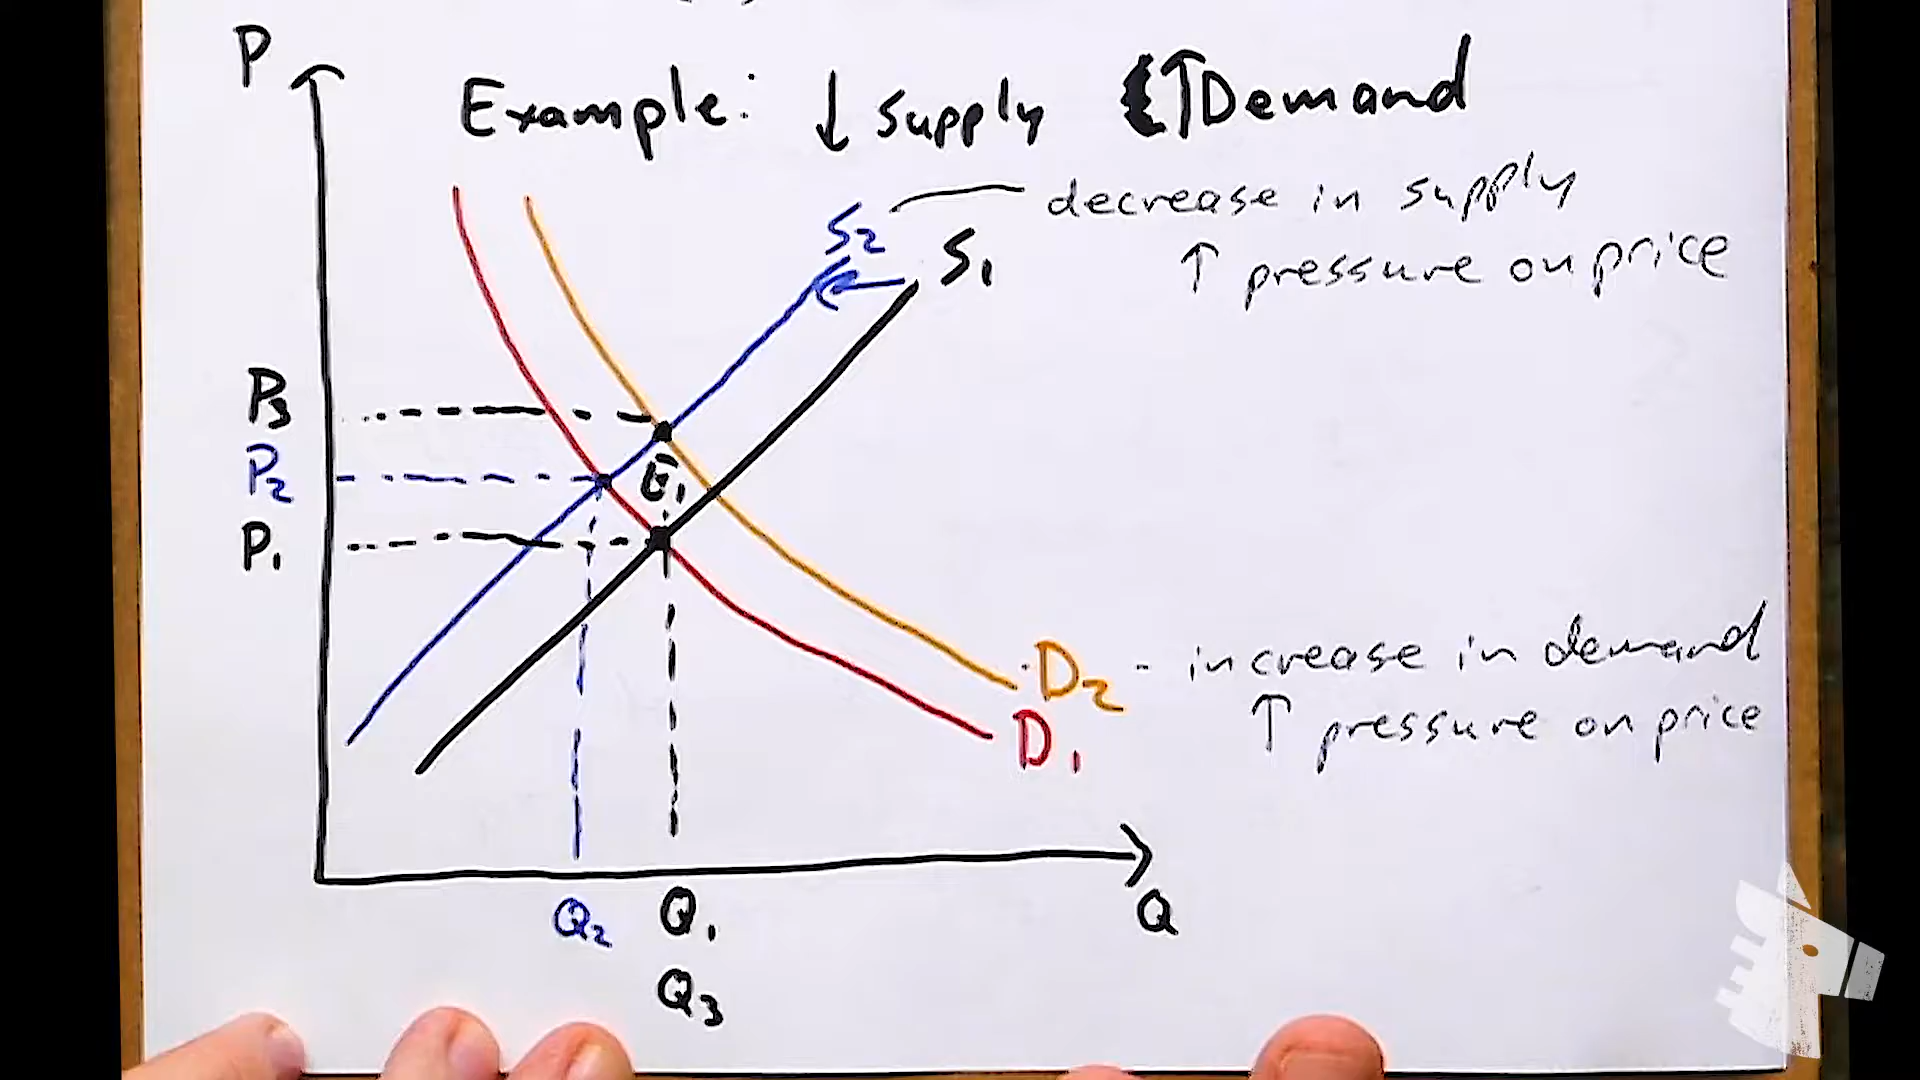 P
Example: ↓ supply & ↑ Demand
S2
decrease in supply
S1
↑ pressure on price
P3
P2
E1
P1
D2 - increase in demand
D1
↑ pressure on price
Q2
Q1
Q
Q3